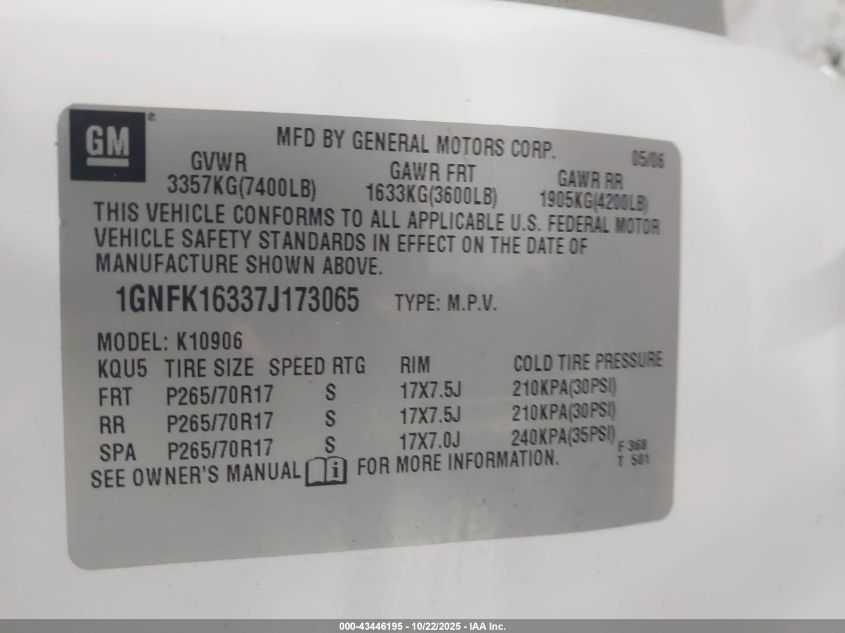 GM
MFD BY GENERAL MOTORS CORP. 05/06
GVWR GAWR FRT GAWR RR
3357KG(7400LB) 1633KG(3600LB) 1905KG(4200LB)
THIS VEHICLE CONFORMS TO ALL APPLICABLE U.S. FEDERAL MOTOR
VEHICLE SAFETY STANDARDS IN EFFECT ON THE DATE OF
MANUFACTURE SHOWN ABOVE.
1GNFK16337J173065 TYPE: M.P.V.
MODEL: K10906
KQU5 TIRE SIZE SPEED RTG RIM COLD TIRE PRESSURE
FRT P265/70R17 S 17X7.5J 210KPA(30PSI)
RR P265/70R17 S 17X7.5J 210KPA(30PSI)
SPA P265/70R17 S 17X7.0J 240KPA(35PSI)
F 368
T 501
SEE OWNER'S MANUAL i FOR MORE INFORMATION.
000-43446195 - 10/22/2025 - IAA Inc.